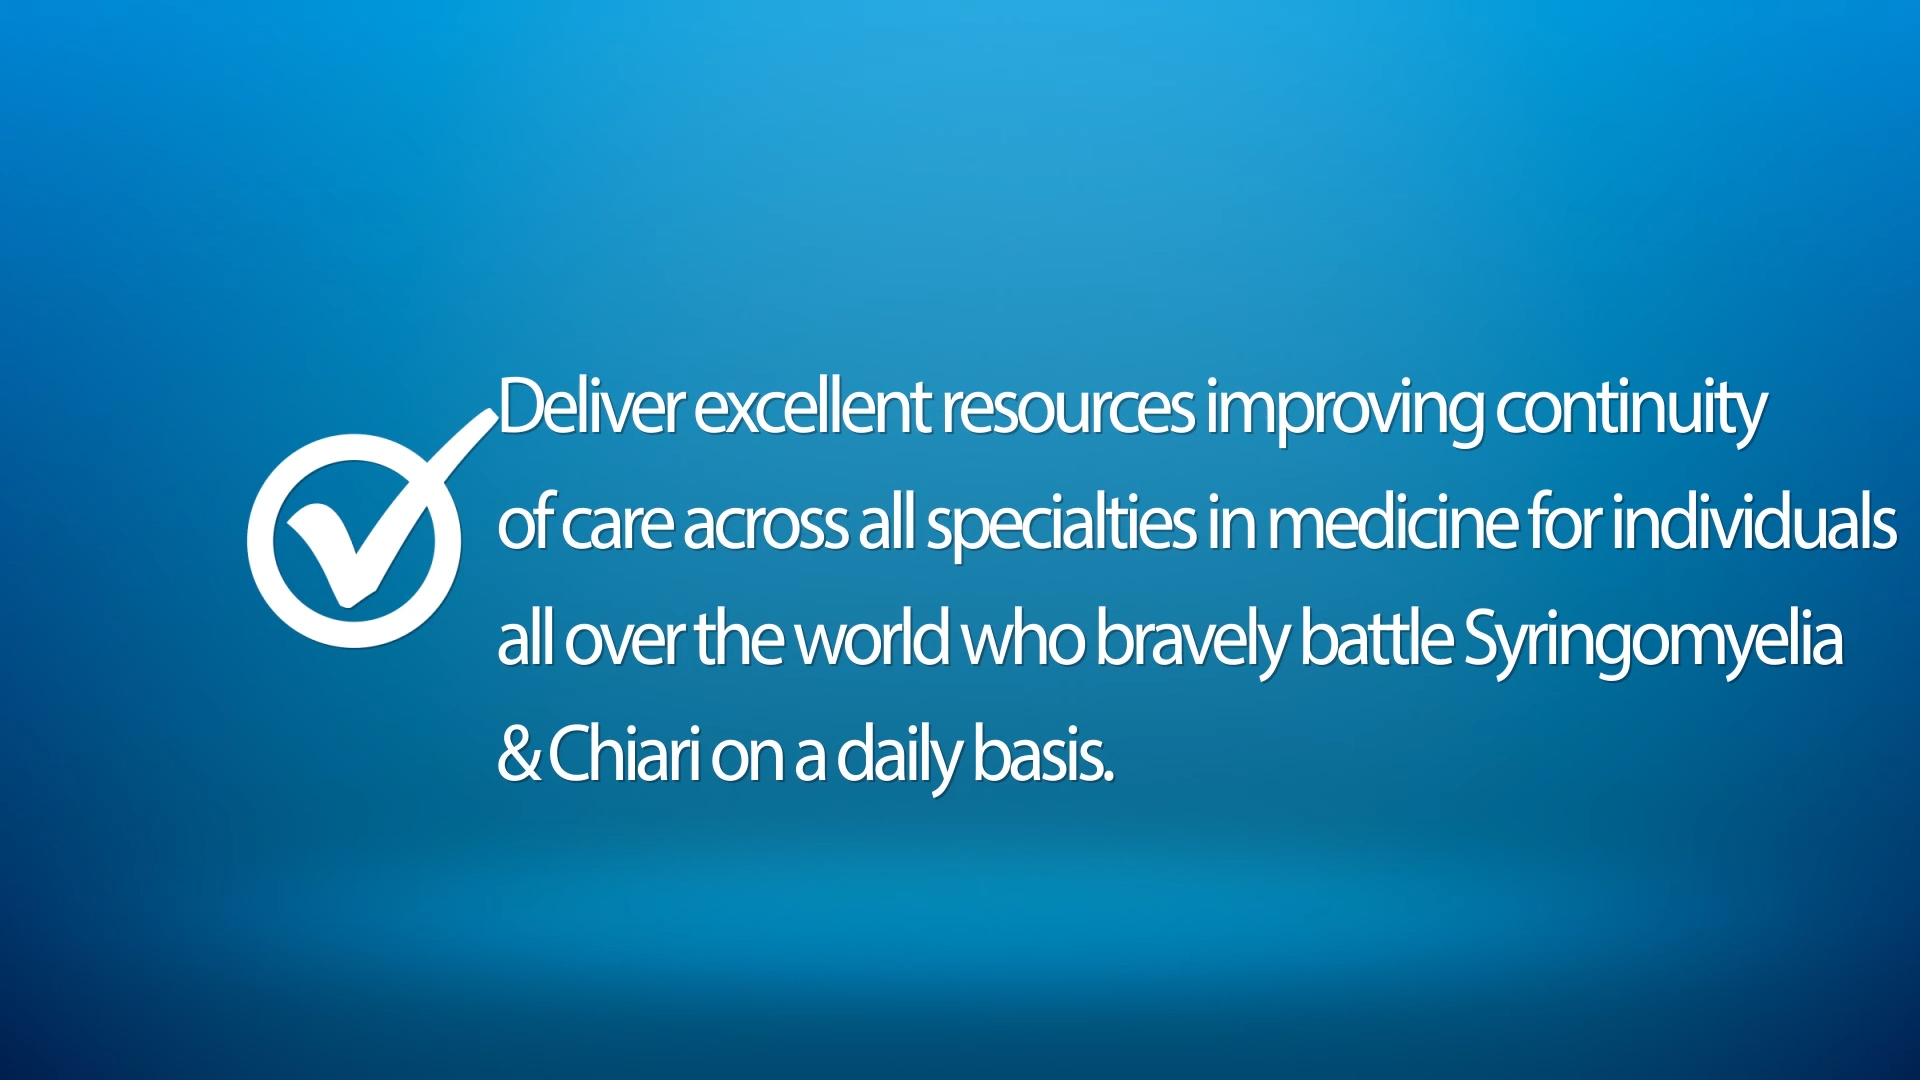 Deliver excellent resources improving continuity
of care across all specialties in medicine for individuals
all over the world who bravely battle Syringomyelia
& Chiari on a daily basis.